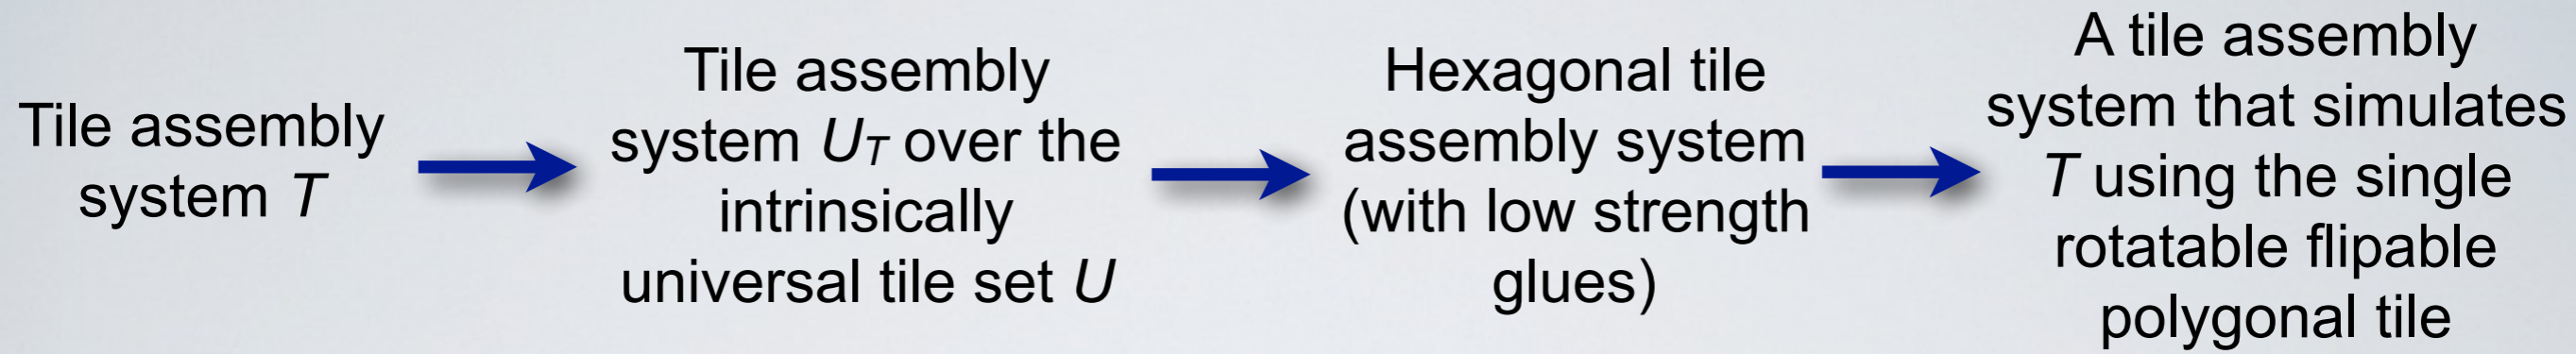 Tile assembly
system T
Tile assembly
system UT over the
intrinsically
universal tile set U
Hexagonal tile
assembly system
(with low strength
glues)
A tile assembly
system that simulates
T using the single
rotatable flipable
polygonal tile